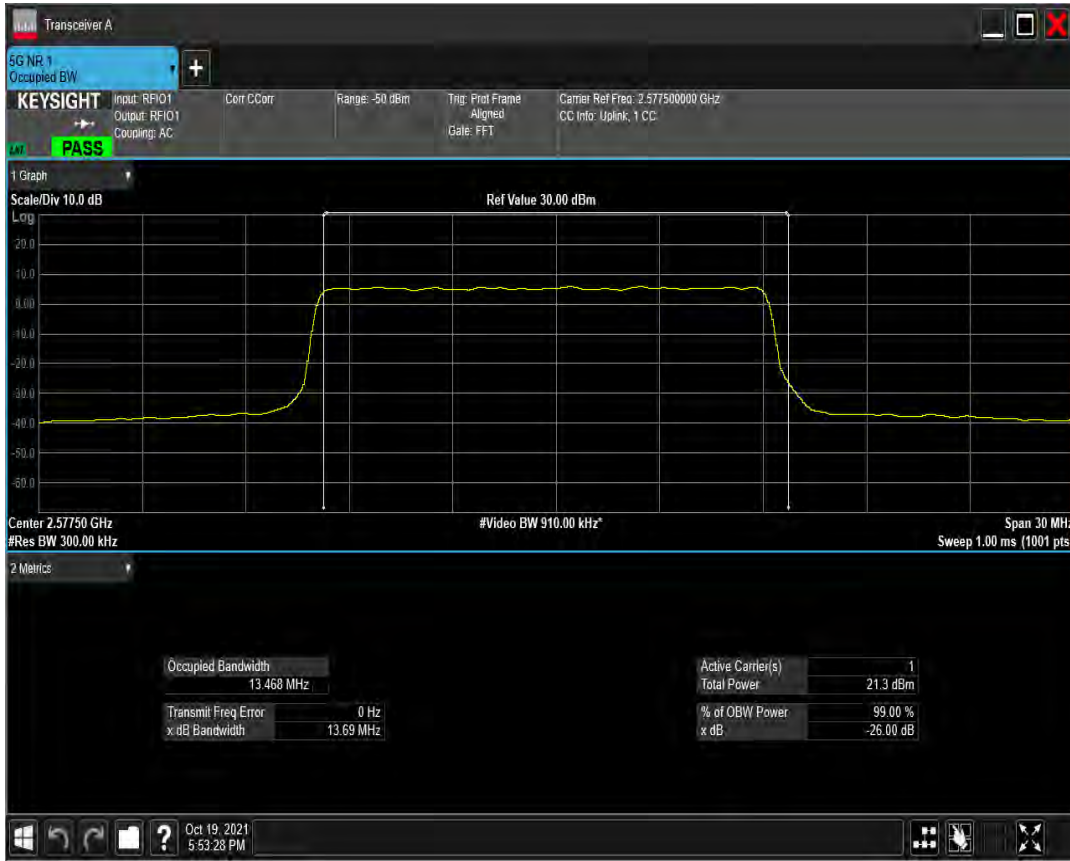 Transceiver A
5G NR 1
Occupied BW
+
KEYSIGHT
PASS
Input: RFIO1
Output: RFIO1
Coupling: AC
Corr CCorr
Range: -50 dBm
Trig: Prot Frame
Aligned
Gate: FFT
Carrier Ref Freq: 2.577500000 GHz
CC Info: Uplink, 1 CC
1 Graph
Scale/Div 10.0 dB
Ref Value 30.00 dBm
Log
20.0
10.0
0.00
-10.0
-20.0
-30.0
-40.0
-50.0
-60.0
Center 2.57750 GHz
#Video BW 910.00 kHz*
Span 30 MHz
#Res BW 300.00 kHz
Sweep 1.00 ms (1001 pts
2 Metrics
Occupied Bandwidth
13.468 MHz
Transmit Freq Error 0 Hz
x dB Bandwidth 13.69 MHz
Active Carrier(s) 1
Total Power 21.3 dBm
% of OBW Power 99.00 %
x dB -26.00 dB
?
Oct 19, 2021
5:53:28 PM